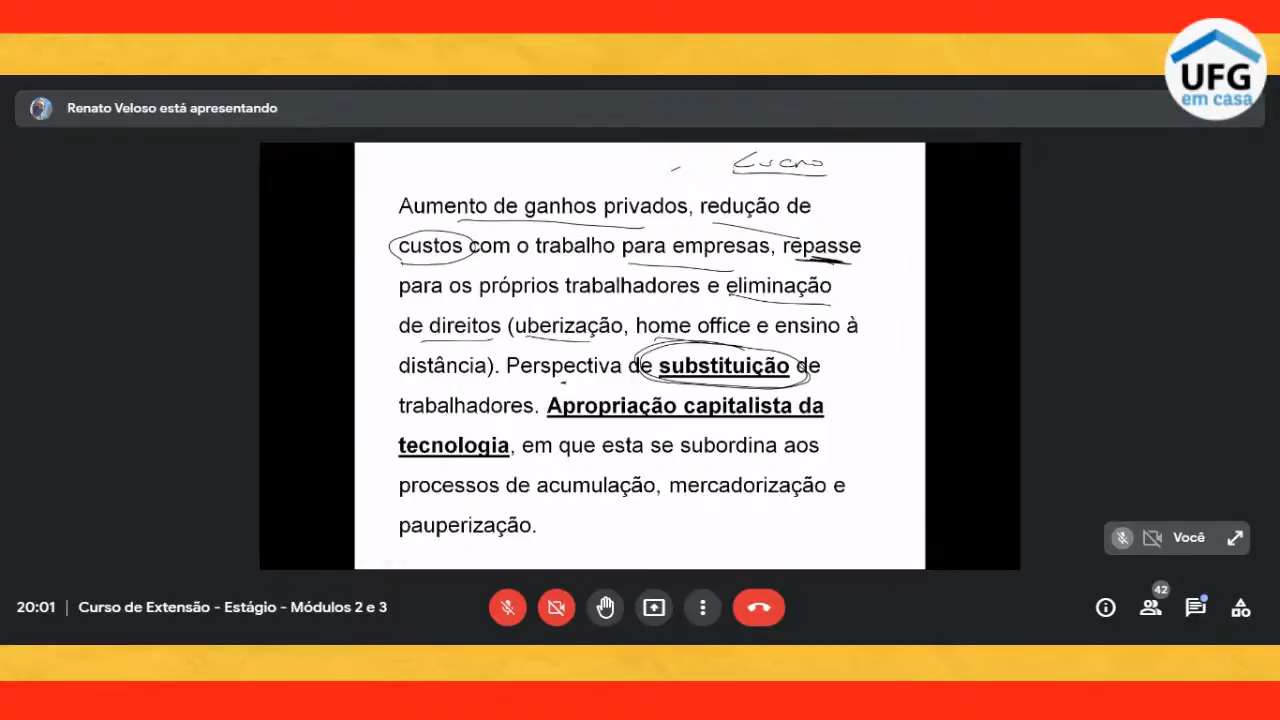 UFG
em casa
Renato Veloso está apresentando
Lucro
Aumento de ganhos privados, redução de
custos com o trabalho para empresas, repasse
para os próprios trabalhadores e eliminação
de direitos (uberização, home office e ensino à
distância). Perspectiva de substituição de
trabalhadores. Apropriação capitalista da
tecnologia, em que esta se subordina aos
processos de acumulação, mercadorização e
pauperização.
Você
20:01 | Curso de Extensão - Estágio - Módulos 2 e 3
42